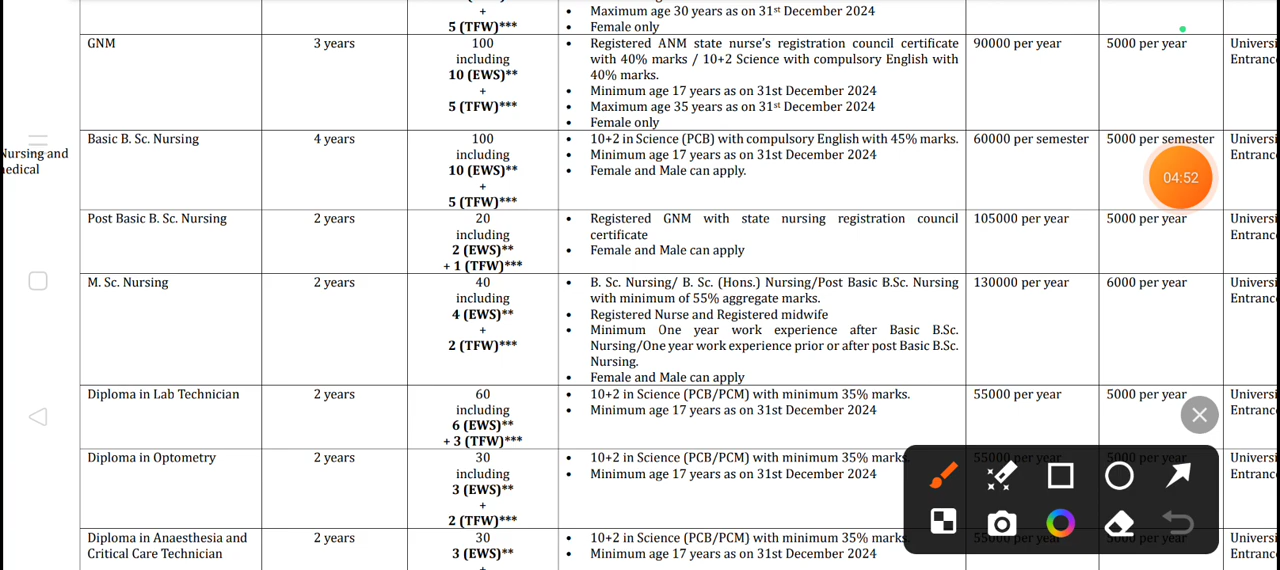 +
5 (TFW)***
Maximum age 30 years as on 31st December 2024
Female only
GNM
3 years
100
including
10 (EWS)**
+
5 (TFW)***
Registered ANM state nurse's registration council certificate
with 40% marks / 10+2 Science with compulsory English with
40% marks.
Minimum age 17 years as on 31st December 2024
Maximum age 35 years as on 31st December 2024
Female only
90000 per year
5000 per year
Universi
Entranc
Nursing and
medical
Basic B. Sc. Nursing
4 years
100
including
10 (EWS)**
+
5 (TFW)***
10+2 in Science (PCB) with compulsory English with 45% marks.
Minimum age 17 years as on 31st December 2024
Female and Male can apply.
60000 per semester
5000 per semester
Universi
Entranc
04:52
Post Basic B. Sc. Nursing
2 years
20
including
2 (EWS)**
+ 1 (TFW)***
Registered GNM with state nursing registration council
certificate
Female and Male can apply
105000 per year
5000 per year
Universi
Entranc
M. Sc. Nursing
2 years
40
including
4 (EWS)**
+
2 (TFW)***
B. Sc. Nursing/ B. Sc. (Hons.) Nursing/Post Basic B.Sc. Nursing
with minimum of 55% aggregate marks.
Registered Nurse and Registered midwife
Minimum One year work experience after Basic B.Sc.
Nursing/One year work experience prior or after post Basic B.Sc.
Nursing.
Female and Male can apply
130000 per year
6000 per year
Universi
Entranc
Diploma in Lab Technician
2 years
60
including
6 (EWS)**
+ 3 (TFW)***
10+2 in Science (PCB/PCM) with minimum 35% marks.
Minimum age 17 years as on 31st December 2024
55000 per year
5000 per year
Universi
Entranc
Diploma in Optometry
2 years
30
including
3 (EWS)**
+
2 (TFW)***
10+2 in Science (PCB/PCM) with minimum 35% marks.
Minimum age 17 years as on 31st December 2024
55000 per year
5000 per year
Universi
Entranc
Diploma in Anaesthesia and
Critical Care Technician
2 years
30
3 (EWS)**
10+2 in Science (PCB/PCM) with minimum 35% marks.
Minimum age 17 years as on 31st December 2024
55000 per year
5000 per year
Universi
Entranc